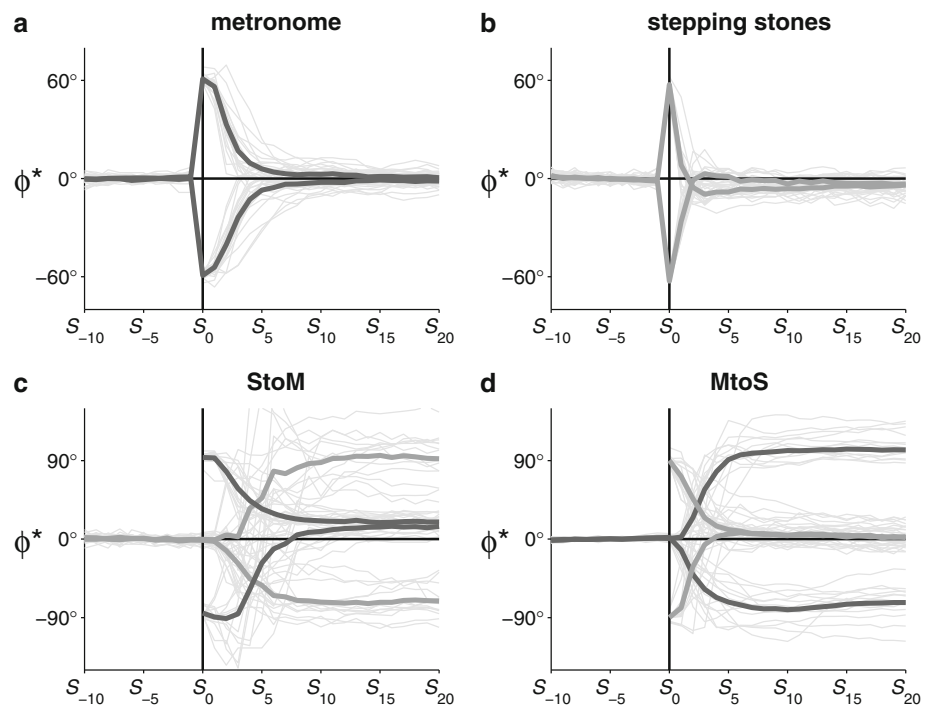 a metronome
60°
ϕ* 0°
−60°
S₋₁₀ S₋₅ S₀ S₅ S₁₀ S₁₅ S₂₀
b stepping stones
60°
ϕ* 0°
−60°
S₋₁₀ S₋₅ S₀ S₅ S₁₀ S₁₅ S₂₀
c StoM
90°
ϕ* 0°
−90°
S₋₁₀ S₋₅ S₀ S₅ S₁₀ S₁₅ S₂₀
d MtoS
90°
ϕ* 0°
−90°
S₋₁₀ S₋₅ S₀ S₅ S₁₀ S₁₅ S₂₀